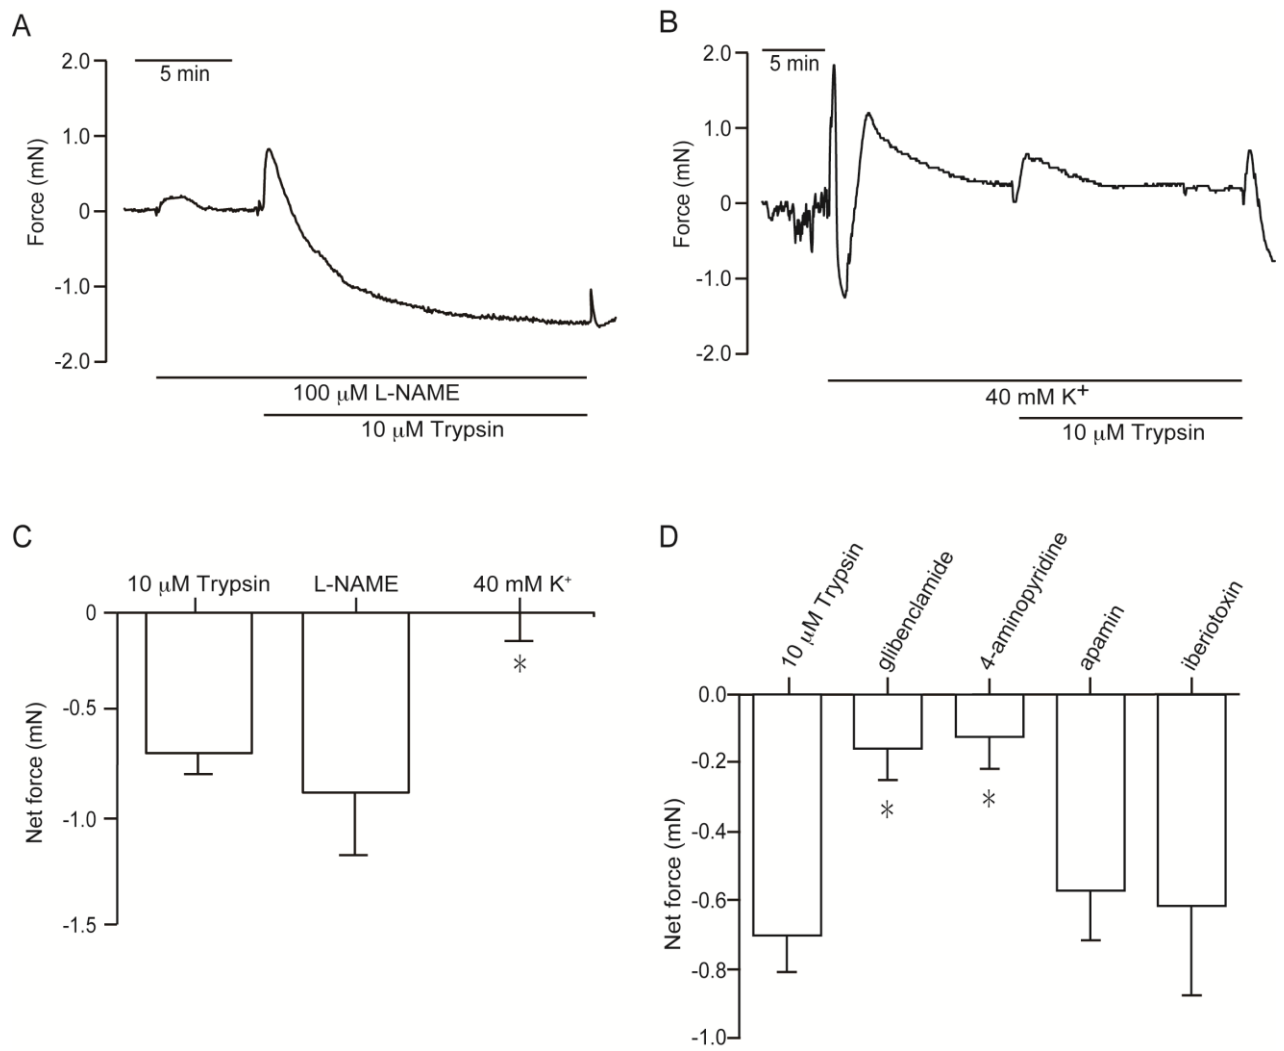 A
2.0
1.0
0
-1.0
-2.0
Force (mN)
5 min
100 μM L-NAME
10 μM Trypsin
B
2.0
1.0
0
-1.0
-2.0
Force (mN)
5 min
40 mM K⁺
10 μM Trypsin
C
10 μM Trypsin L-NAME 40 mM K⁺
0
-0.5
-1.0
-1.5
Net force (mN)
*
D
10 μM Trypsin
glibenclamide
4-aminopyridine
apamin
iberiotoxin
0.0
-0.2
-0.4
-0.6
-0.8
-1.0
Net force (mN)
*
*